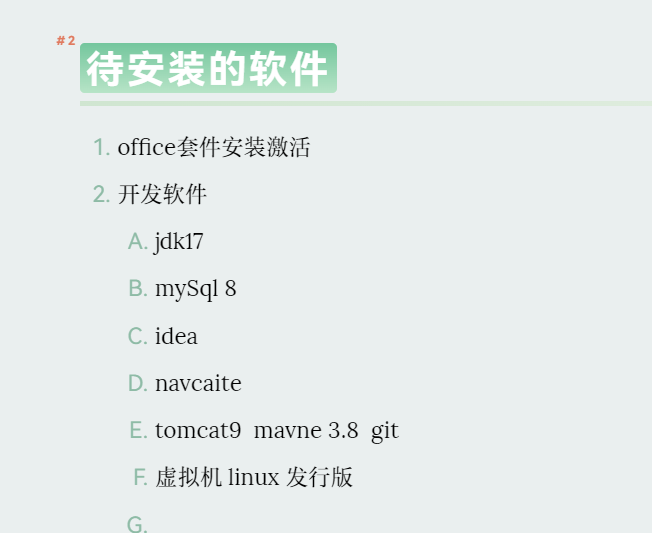 #2
待安装的软件
1. office套件安装激活
2. 开发软件
A. jdk17
B. mySql 8
C. idea
D. navcaite
E. tomcat9 mavne 3.8 git
F. 虚拟机 linux 发行版
G.